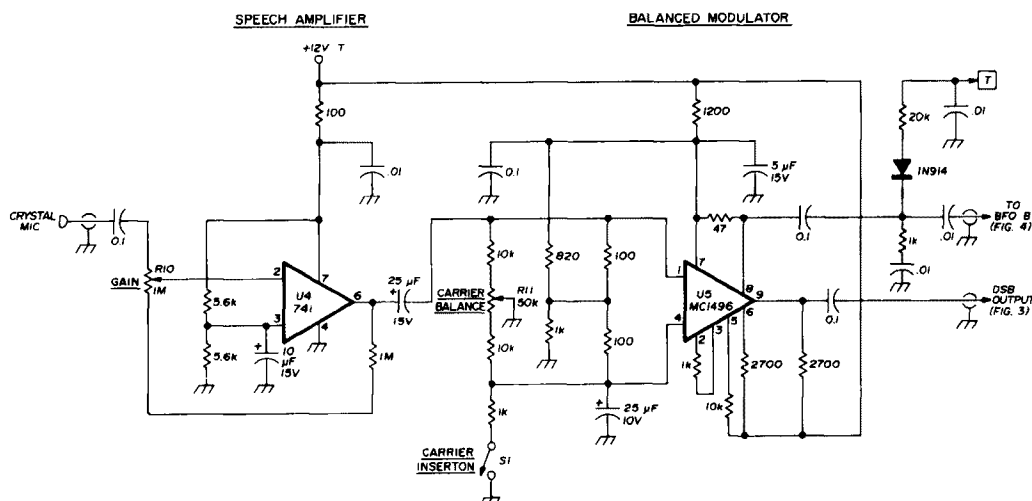 SPEECH AMPLIFIER
BALANCED MODULATOR
+12V T
100
.01
CRYSTAL
MIC
0.1
R10
1M
GAIN
5.6k
5.6k
10
µF
15V
2
3
7
4
6
U4
741
1M
25 µF
15V
0.1
10k
CARRIER
BALANCE
R11
50k
10k
1k
CARRIER
INSERTON
S1
820
1k
100
100
25 µF
10V
1200
5 µF
15V
47
7
1
4
8
9
6
5
3
2
U5
MC1496
1k
10k
2700
2700
0.1
0.1
T
.01
20k
1N914
1k
.01
.01
TO
BFO B
(FIG. 4)
DSB
OUTPUT
(FIG. 3)